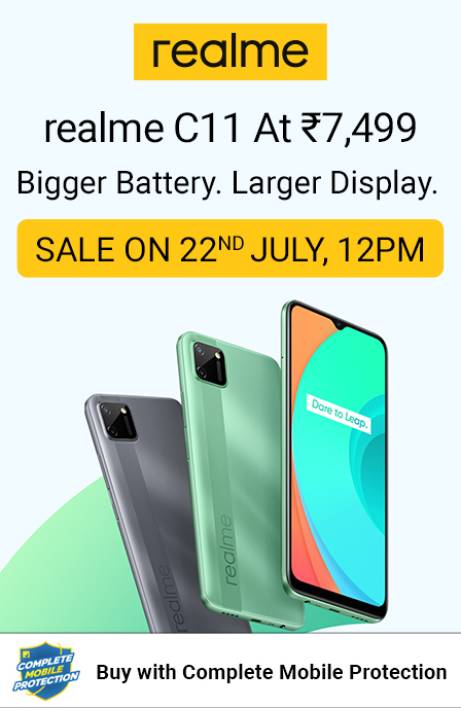 realme
realme C11 At ₹7,499
Bigger Battery. Larger Display.
SALE ON 22ND JULY, 12PM
Dare to Leap.
realme
realme
COMPLETE
MOBILE
PROTECTION
Buy with Complete Mobile Protection